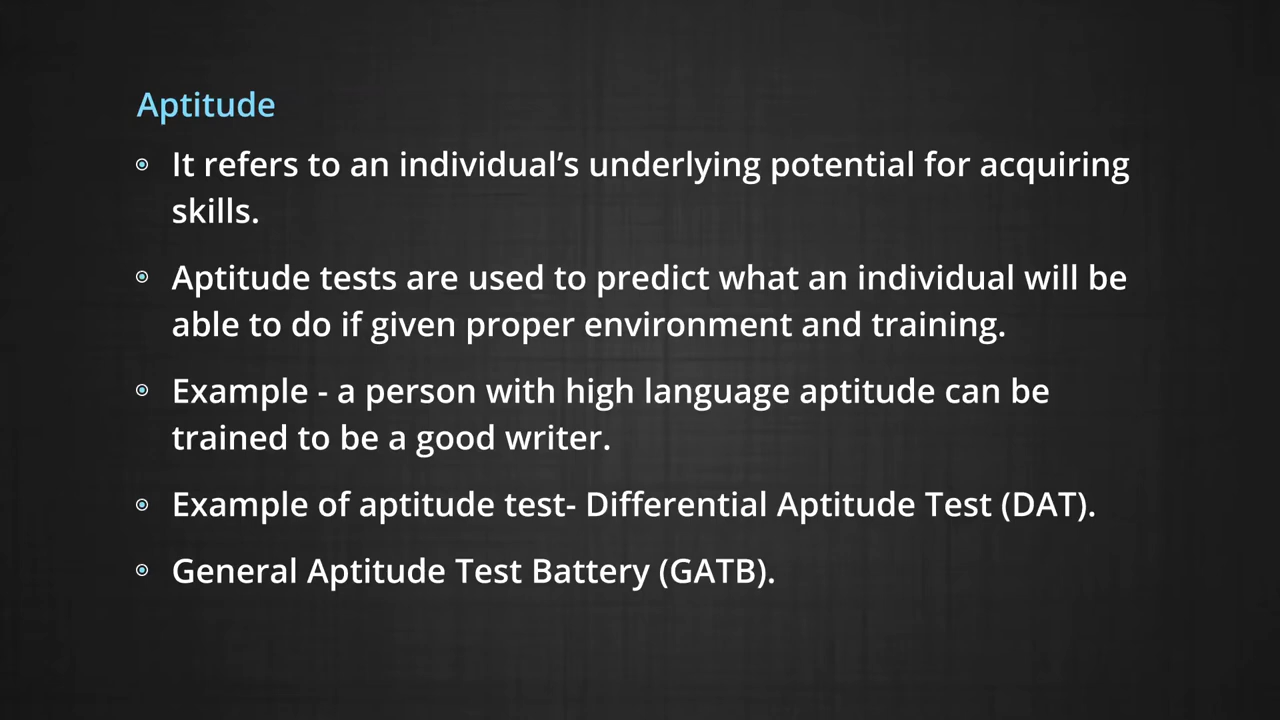 Aptitude
It refers to an individual’s underlying potential for acquiring
skills.
Aptitude tests are used to predict what an individual will be
able to do if given proper environment and training.
Example - a person with high language aptitude can be
trained to be a good writer.
Example of aptitude test- Differential Aptitude Test (DAT).
General Aptitude Test Battery (GATB).